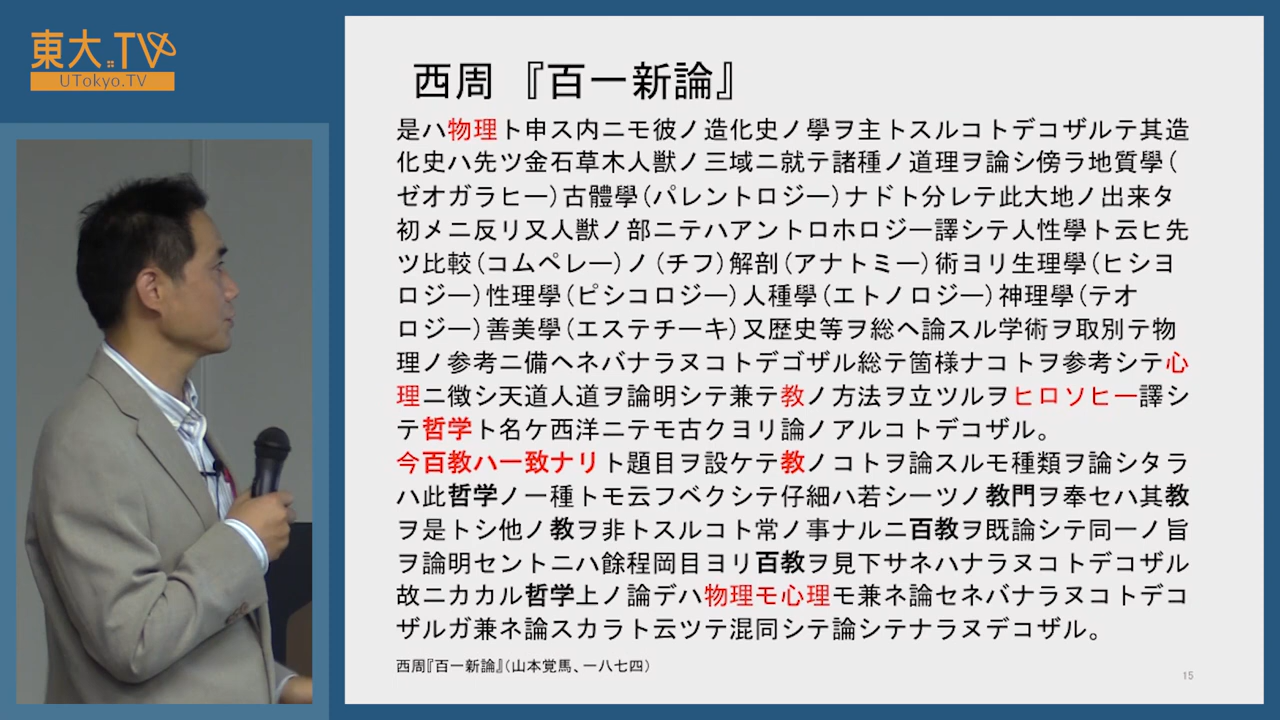 東大.TV
UTokyo.TV
西周 『百一新論』
是ハ物理ト申ス内ニモ彼ノ造化史ノ學ヲ主トスルコトデコザルテ其造
化史ハ先ツ金石草木人獣ノ三域ニ就テ諸種ノ道理ヲ論シ傍ラ地質學（
ゼオガラヒー）古體學（パレントロジー）ナドト分レテ此大地ノ出来タ
初メニ反リ又人獣ノ部ニテハアントロホロジー譯シテ人性學ト云ヒ先
ツ比較（コムペレー）ノ（チフ）解剖（アナトミー）術ヨリ生理學（ヒシヨ
ロジー）性理學（ピシコロジー）人種學（エトノロジー）神理學（テオ
ロジー）善美學（エステチーキ）又歴史等ヲ総ヘ論スル学術ヲ取別テ物
理ノ参考ニ備ヘネバナラヌコトデゴザル総テ箇様ナコトヲ参考シテ心
理ニ徴シ天道人道ヲ論明シテ兼テ教ノ方法ヲ立ツルヲヒロソヒー譯シ
テ哲学ト名ケ西洋ニテモ古クヨリ論ノアルコトデコザル。
今百教ハ一致ナリト題目ヲ設ケテ教ノコトヲ論スルモ種類ヲ論シタラ
ハ此哲学ノ一種トモ云フベクシテ仔細ハ若シ一ツノ教門ヲ奉セハ其教
ヲ是トシ他ノ教ヲ非トスルコト常ノ事ナルニ百教ヲ既論シテ同一ノ旨
ヲ論明セントニハ餘程岡目ヨリ百教ヲ見下サネハナラヌコトデコザル
故ニカカル哲学上ノ論デハ物理モ心理モ兼ネ論セネバナラヌコトデコ
ザルガ兼ネ論スカラト云ツテ混同シテ論シテナラヌデコザル。
西周『百一新論』（山本覚馬、一八七四）
15